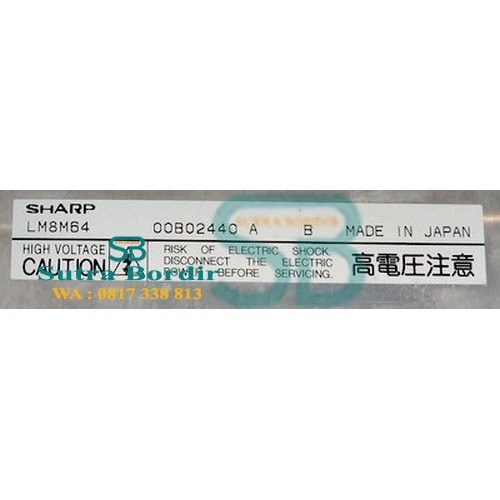 SHARP
LM8M64 00B02440 A B MADE IN JAPAN
HIGH VOLTAGE
CAUTION
RISK OF ELECTRIC SHOCK.
DISCONNECT THE ELECTRIC
BEFORE SERVICING.
高電圧注意
SB
Sutra Bordir
WA : 0817 338 813